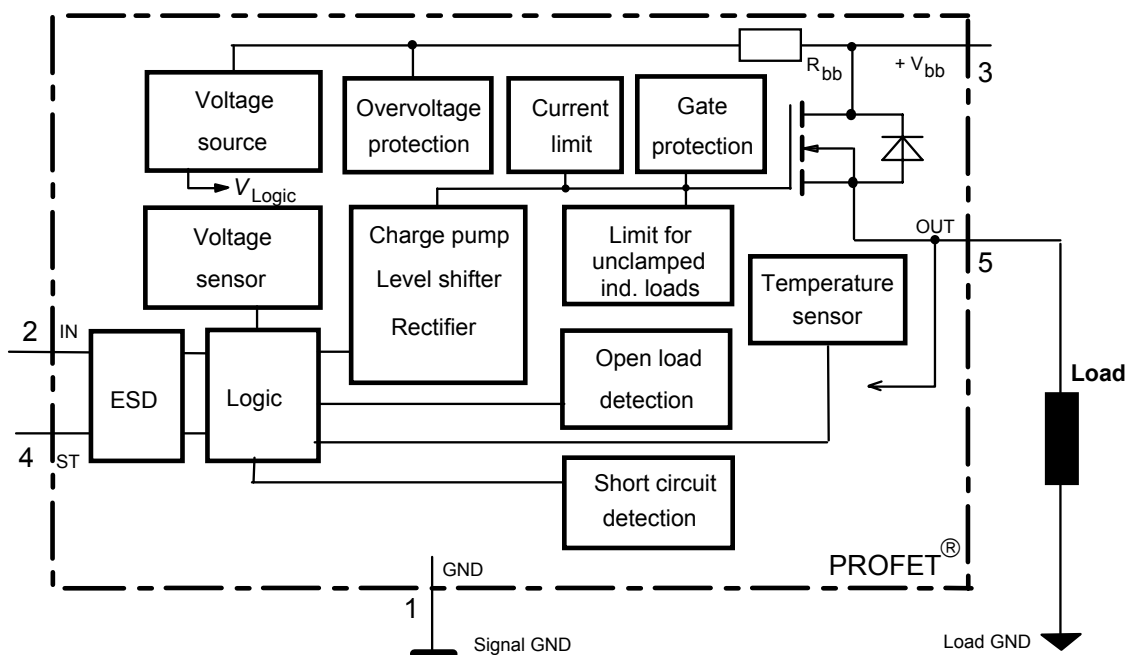 R bb
+ V bb
3
Voltage
source
Overvoltage
protection
Current
limit
Gate
protection
V Logic
Voltage
sensor
Charge pump
Level shifter
Rectifier
Limit for
unclamped
ind. loads
OUT
5
Temperature
sensor
2
IN
ESD
Logic
Open load
detection
Load
4
ST
Short circuit
detection
PROFET®
GND
1
Signal GND
Load GND